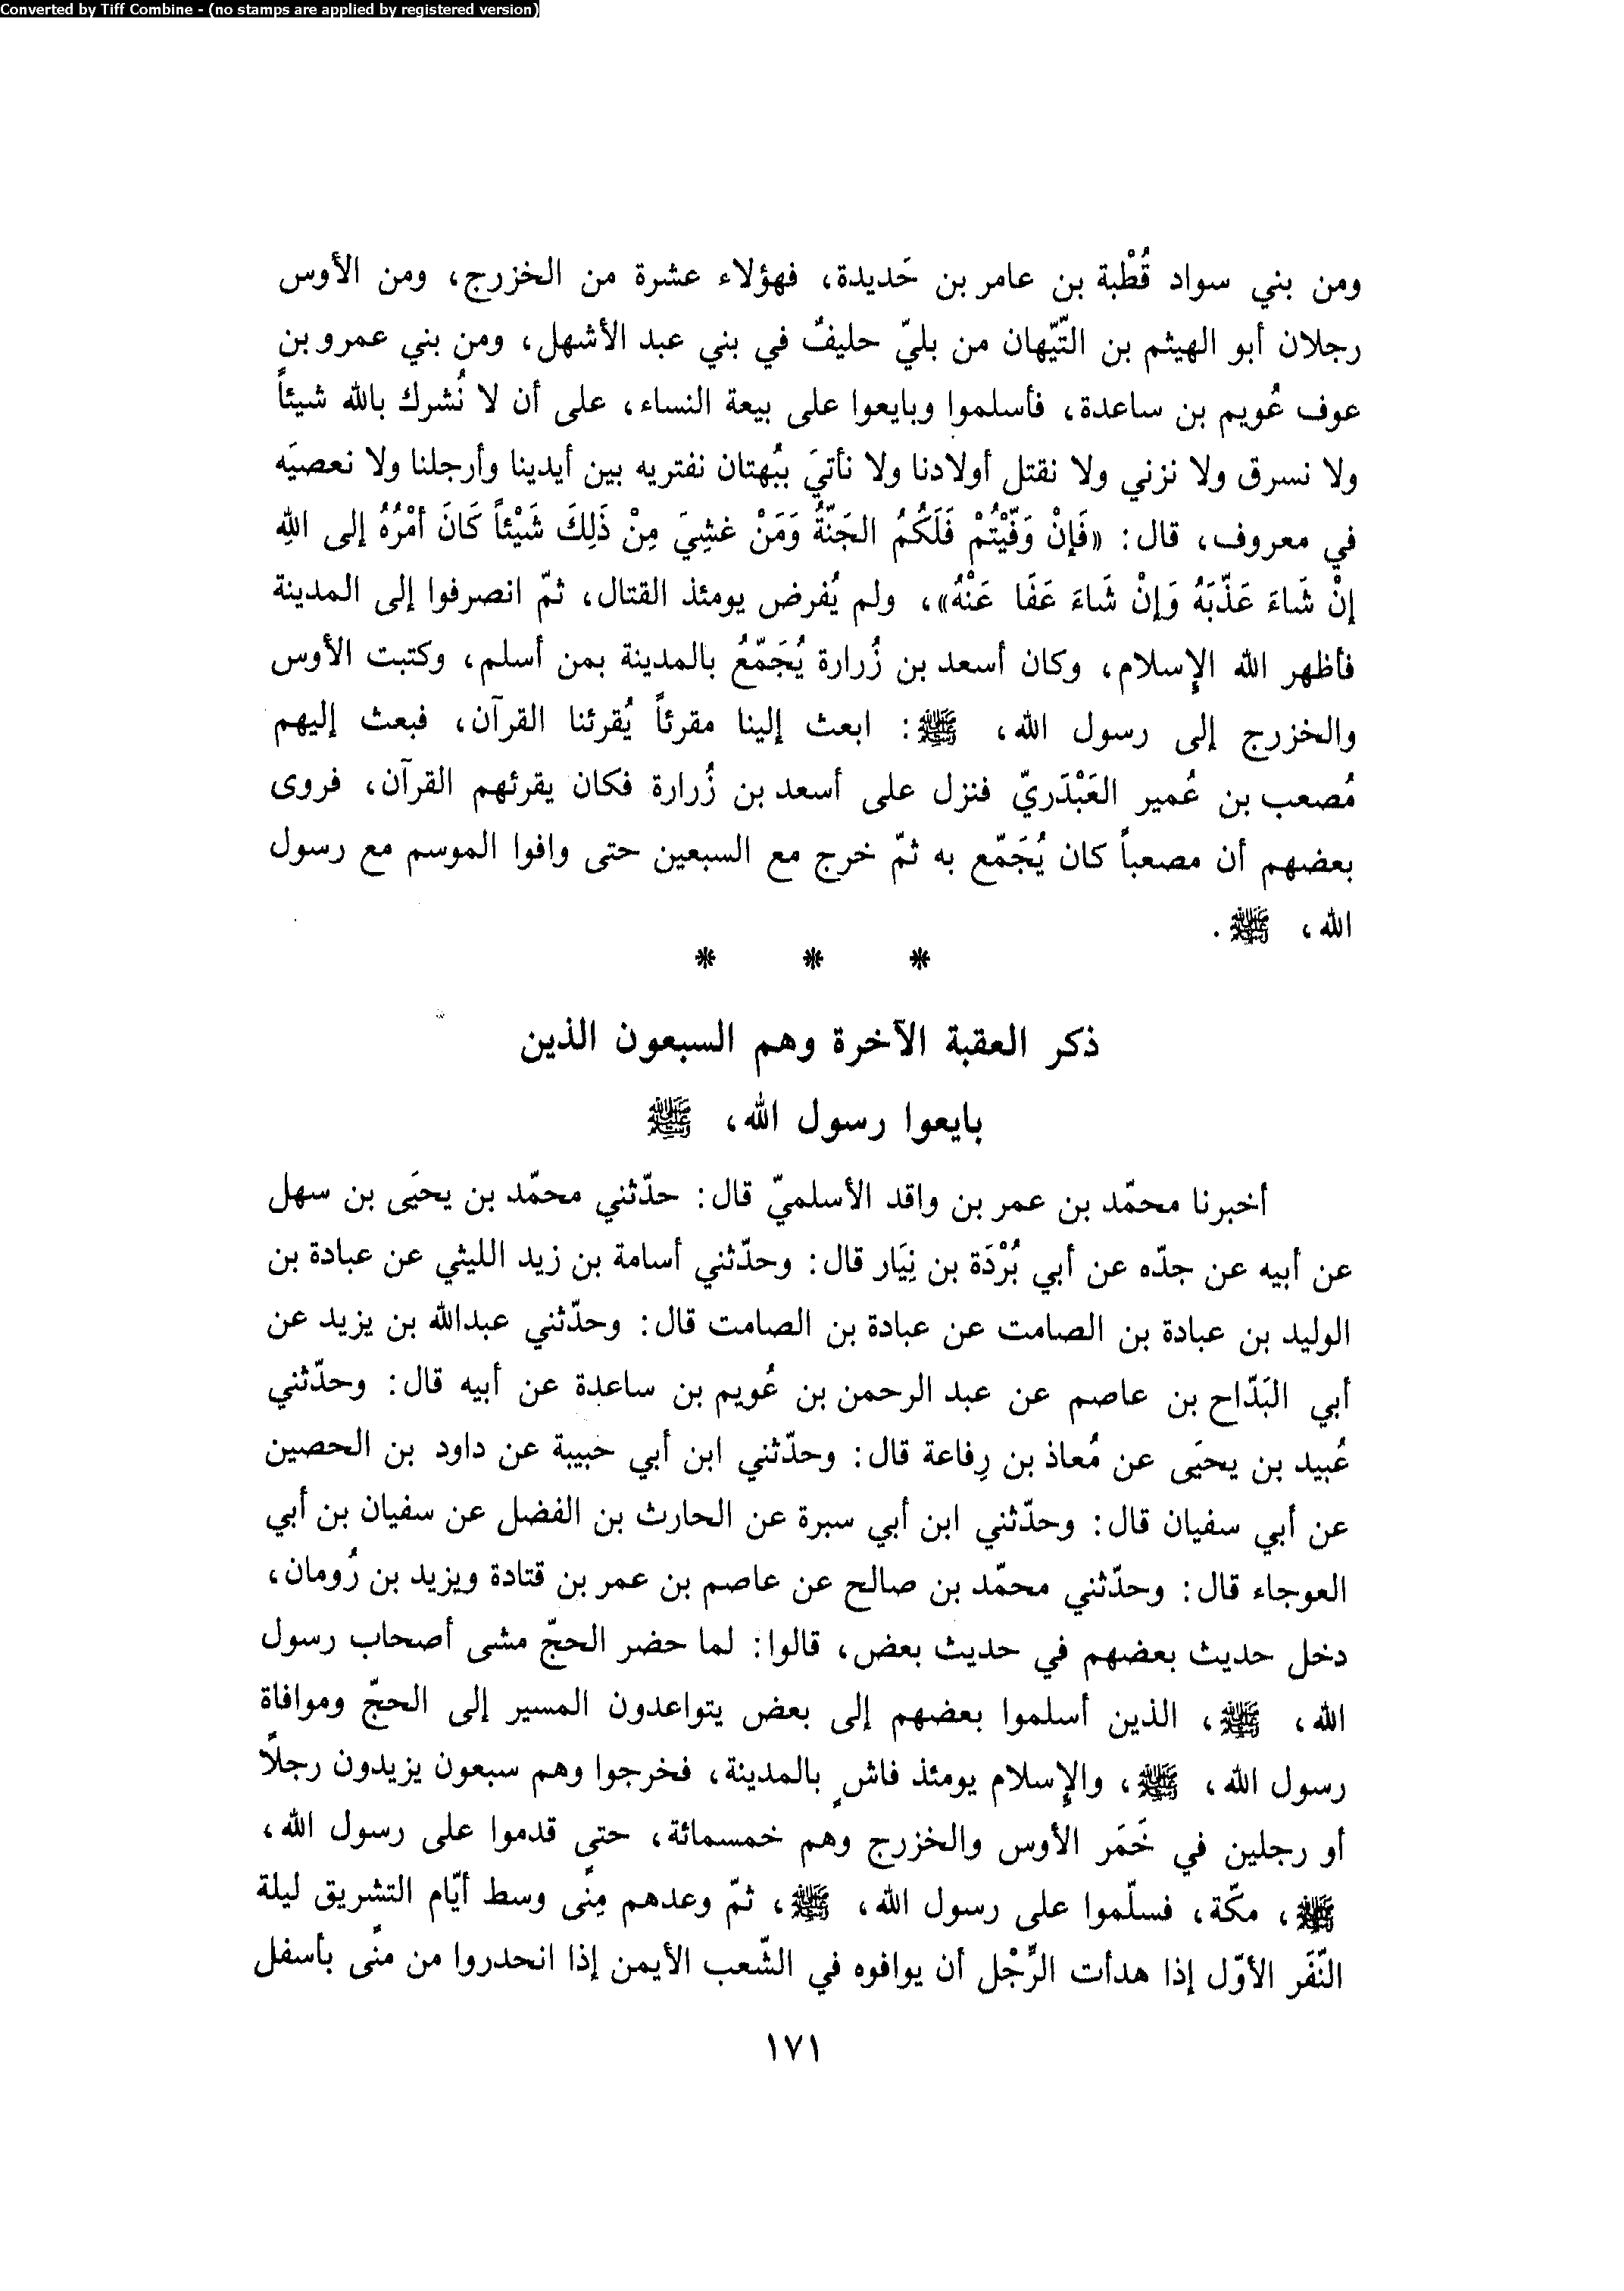 Converted by Tiff Combine - (no stamps are applied by registered version)
ومن بني سواد قُطْبة بن عامر بن حَديدة، فهؤلاء عشرة من الخزرج، ومن الأوس
رجلان أبو الهيثم بن التّيّهان من بليّ حليفٌ في بني عبد الأشهل، ومن بني عمرو بن
عوف عُويم بن ساعدة، فأسلموا وبايعوا على بيعة النساء، على أن لا نُشرك بالله شيئاً
ولا نسرق ولا نزني ولا نقتل أولادنا ولا نأتيَ ببُهتان نفتريه بين أيدينا وأرجلنا ولا نعصيَه
في معروف، قال: «فَإنْ وَفّيْتُمْ فَلَكُمُ الجَنّةُ وَمَنْ غشِيَ مِنْ ذَلِكَ شَيْئاً كَانَ أمْرُهُ إلى اللهِ
إنْ شَاءَ عَذّبَهُ وَإنْ شَاءَ عَفَا عَنْهُ»، ولم يُفرض يومئذ القتال، ثمّ انصرفوا إلى المدينة
فأظهر الله الإسلام، وكان أسعد بن زُرارة يُجَمّعُ بالمدينة بمن أسلم، وكتبت الأوس
والخزرج إلى رسول الله، ﷺ: ابعث إلينا مقرئاً يُقرئنا القرآن، فبعث إليهم
مُصعب بن عُمير العَبْدَريّ فنزل على أسعد بن زُرارة فكان يقرئهم القرآن، فروى
بعضهم أن مصعباً كان يُجَمّع به ثمّ خرج مع السبعين حتى وافوا الموسم مع رسول
الله، ﷺ.
* * *
ذكر العقبة الآخرة وهم السبعون الذين
بايعوا رسول الله، ﷺ
أخبرنا محمّد بن عمر بن واقد الأسلميّ قال: حدّثني محمّد بن يحيَى بن سهل
عن أبيه عن جدّه عن أبي بُرْدَة بن نِيَار قال: وحدّثني أسامة بن زيد الليثي عن عبادة بن
الوليد بن عبادة بن الصامت عن عبادة بن الصامت قال: وحدّثني عبدالله بن يزيد عن
أبي البَدّاح بن عاصم عن عبد الرحمن بن عُويم بن ساعدة عن أبيه قال: وحدّثني
عُبيد بن يحيَى عن مُعاذ بن رِفاعة قال: وحدّثني ابن أبي حَبيبة عن داود بن الحصين
عن أبي سفيان قال: وحدّثني ابن أبي سبرة عن الحارث بن الفضل عن سفيان بن أبي
العوجاء قال: وحدّثني محمّد بن صالح عن عاصم بن عمر بن قتادة ويزيد بن رُومان،
دخل حديث بعضهم في حديث بعض، قالوا: لما حضر الحجّ مشى أصحاب رسول
الله، ﷺ، الذين أسلموا بعضهم إلى بعض يتواعدون المسير إلى الحجّ وموافاة
رسول الله، ﷺ، والإسلام يومئذ فاشٍ بالمدينة، فخرجوا وهم سبعون يزيدون رجلاً
أو رجلين في خَمَر الأوس والخزرج وهم خمسمائة، حتى قدموا على رسول الله،
ﷺ، مكّة، فسلّموا على رسول الله، ﷺ، ثمّ وعدهم مِنًى وسط أيّام التشريق ليلة
النّفَر الأوّل إذا هدأت الرِّجْل أن يوافوه في الشّعب الأيمن إذا انحدروا من منًى بأسفل
١٧١